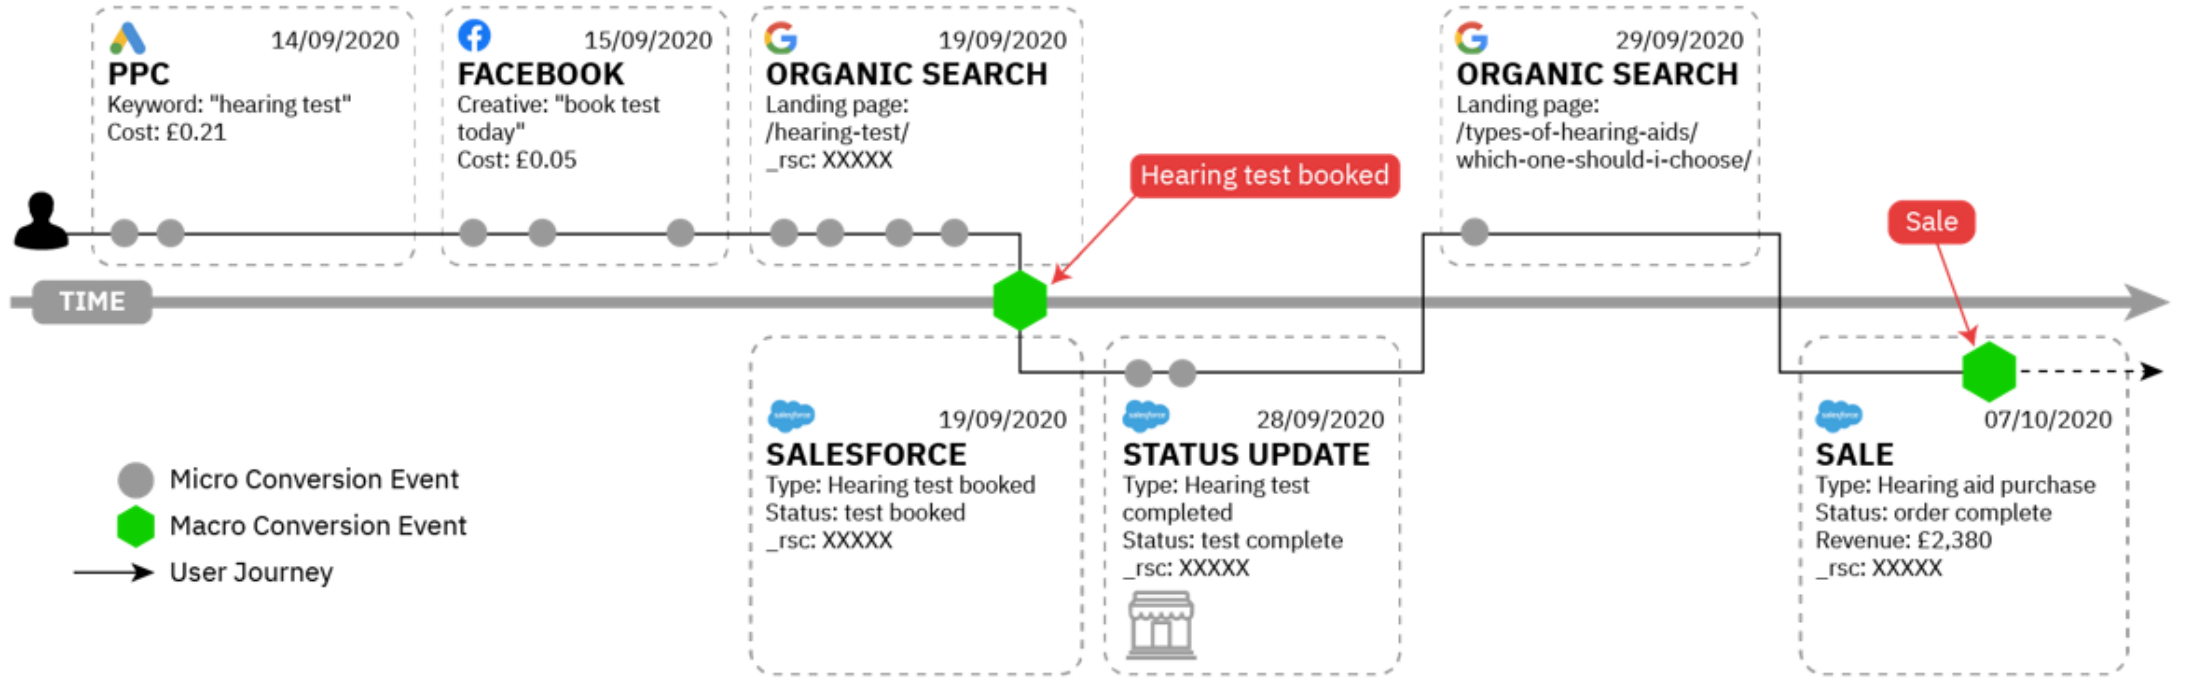 14/09/2020
PPC
Keyword: "hearing test"
Cost: £0.21
15/09/2020
FACEBOOK
Creative: "book test
today"
Cost: £0.05
19/09/2020
ORGANIC SEARCH
Landing page:
/hearing-test/
_rsc: XXXXX
Hearing test booked
29/09/2020
ORGANIC SEARCH
Landing page:
/types-of-hearing-aids/
which-one-should-i-choose/
Sale
TIME
salesforce
19/09/2020
SALESFORCE
Type: Hearing test booked
Status: test booked
_rsc: XXXXX
salesforce
28/09/2020
STATUS UPDATE
Type: Hearing test
completed
Status: test complete
_rsc: XXXXX
salesforce
07/10/2020
SALE
Type: Hearing aid purchase
Status: order complete
Revenue: £2,380
_rsc: XXXXX
Micro Conversion Event
Macro Conversion Event
User Journey